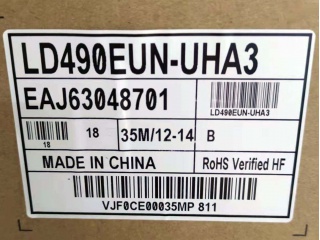 LD490EUN-UHA3
EAJ63048701
LD490EUN-UHA3
18
18
35M/12-14
B
MADE IN CHINA
RoHS Verified HF
VJF0CE00035MP 811